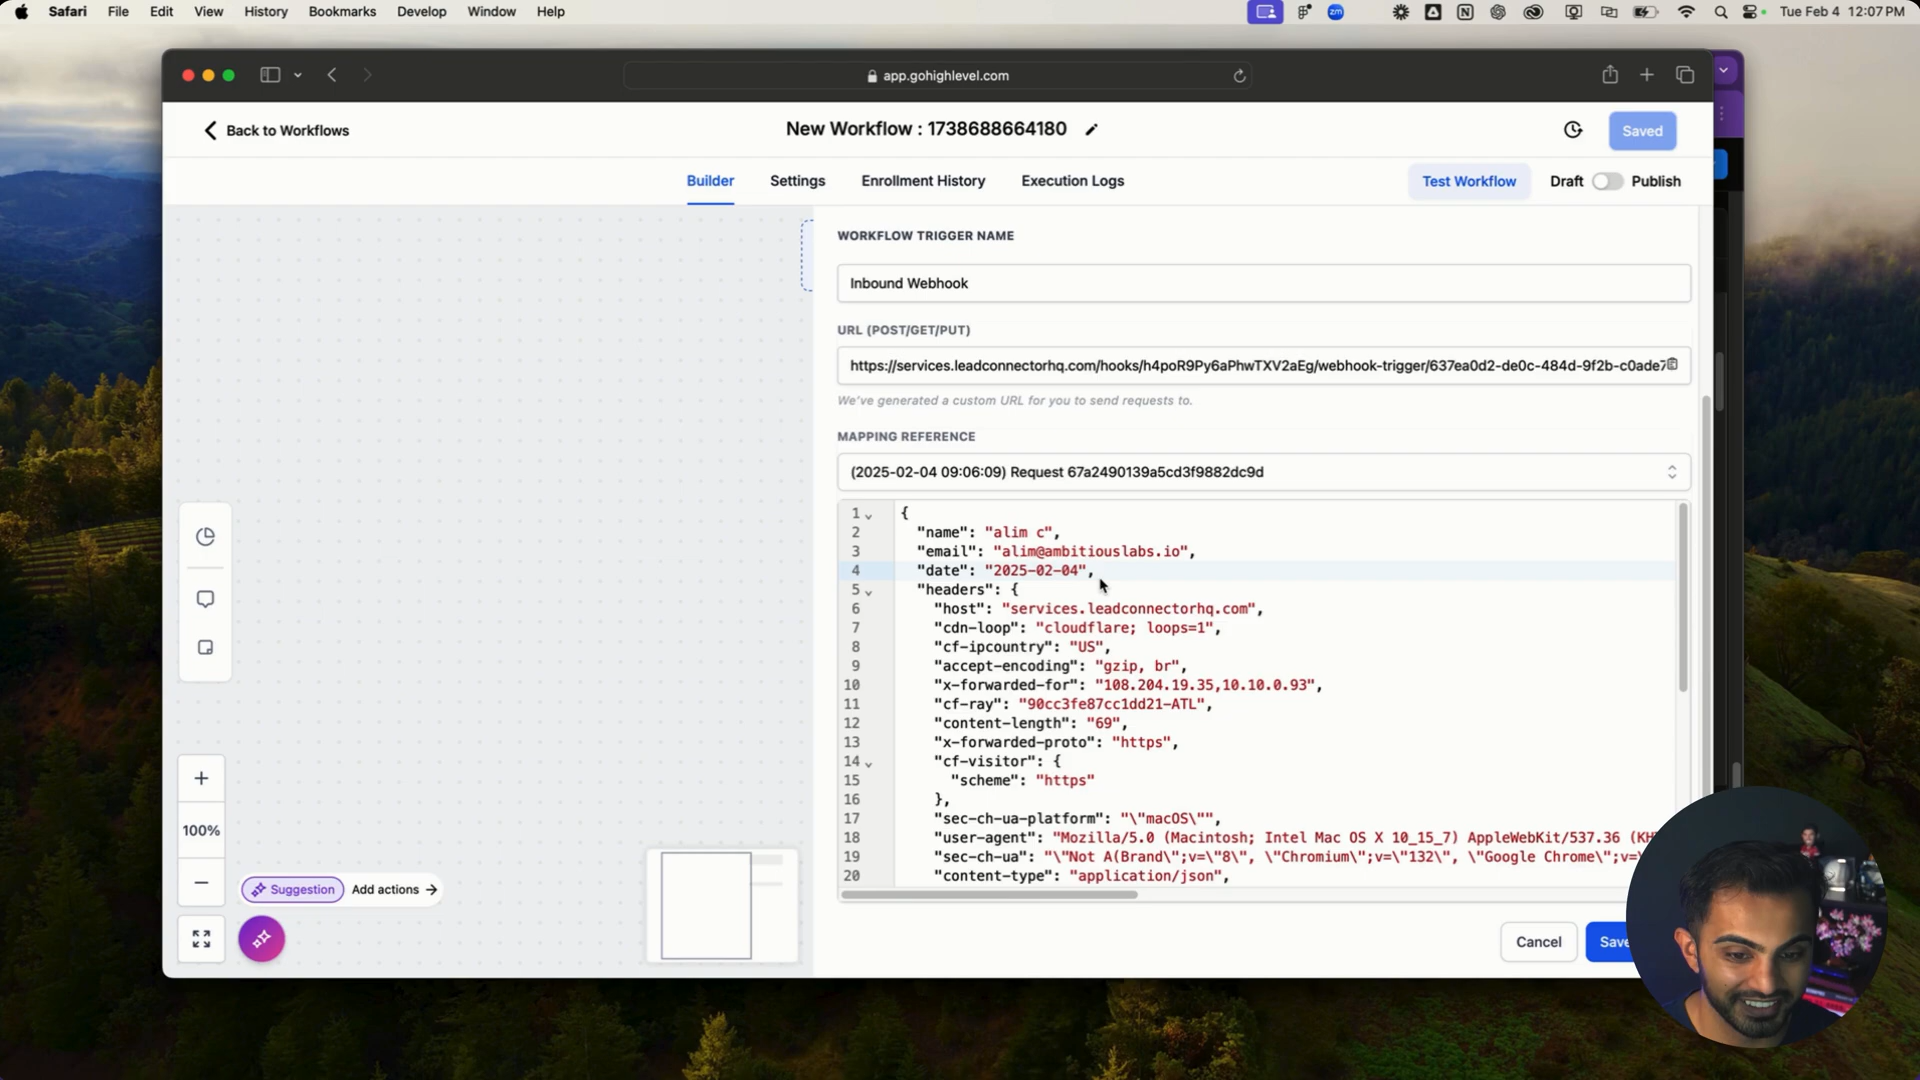 Safari File Edit View History Bookmarks Develop Window Help
zm
Tue Feb 4 12:07 PM
app.gohighlevel.com
Back to Workflows
New Workflow : 1738688664180
Saved
Builder Settings Enrollment History Execution Logs
Test Workflow
Draft Publish
WORKFLOW TRIGGER NAME
Inbound Webhook
URL (POST/GET/PUT)
https://services.leadconnectorhq.com/hooks/h4poR9Py6aPhwTXV2aEg/webhook-trigger/637ea0d2-de0c-484d-9f2b-c0ade7
We've generated a custom URL for you to send requests to.
MAPPING REFERENCE
(2025-02-04 09:06:09) Request 67a2490139a5cd3f9882dc9d
1 {
2 "name": "alim c",
3 "email": "alim@ambitiouslabs.io",
4 "date": "2025-02-04",
5 "headers": {
6 "host": "services.leadconnectorhq.com",
7 "cdn-loop": "cloudflare; loops=1",
8 "cf-ipcountry": "US",
9 "accept-encoding": "gzip, br",
10 "x-forwarded-for": "108.204.19.35,10.10.0.93",
11 "cf-ray": "90cc3fe87cc1dd21-ATL",
12 "content-length": "69",
13 "x-forwarded-proto": "https",
14 "cf-visitor": {
15 "scheme": "https"
16 },
17 "sec-ch-ua-platform": "\"macOS\"",
18 "user-agent": "Mozilla/5.0 (Macintosh; Intel Mac OS X 10_15_7) AppleWebKit/537.36 (KH
19 "sec-ch-ua": "\"Not A(Brand\";v=\"8\", \"Chromium\";v=\"132\", \"Google Chrome\";v=\
20 "content-type": "application/json",
100%
Suggestion Add actions →
Cancel
Save